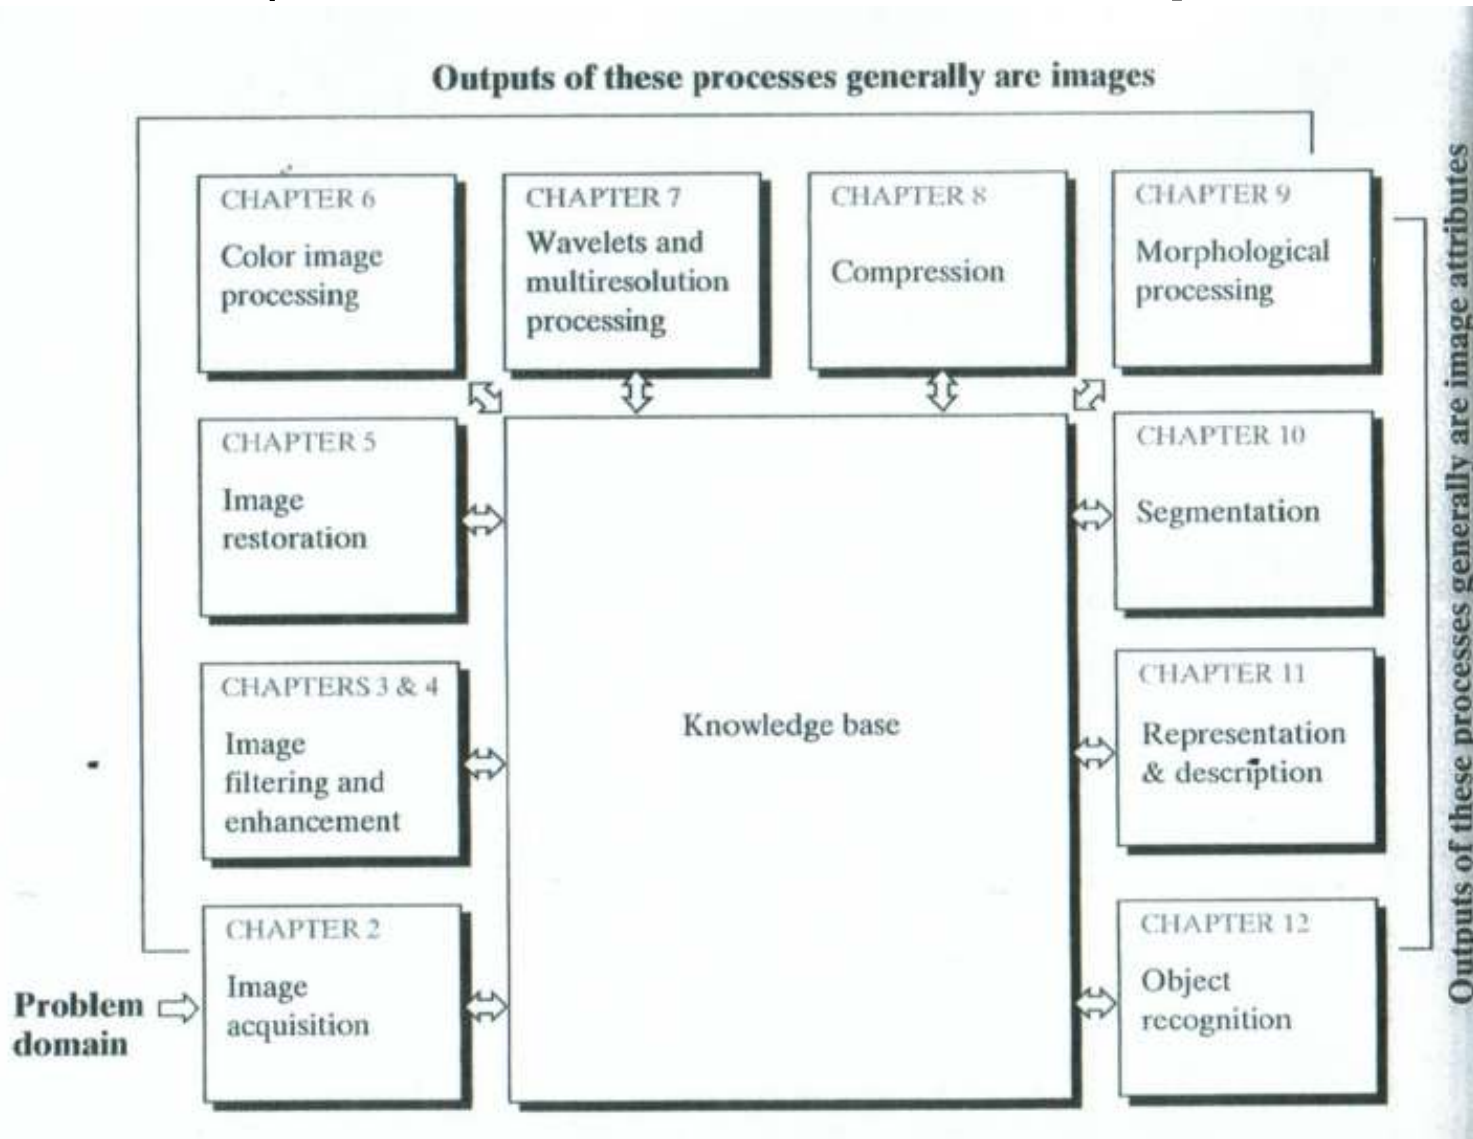 Outputs of these processes generally are images
CHAPTER 6
Color image
processing
CHAPTER 7
Wavelets and
multiresolution
processing
CHAPTER 8
Compression
CHAPTER 9
Morphological
processing
CHAPTER 5
Image
restoration
CHAPTER 10
Segmentation
CHAPTERS 3 & 4
Image
filtering and
enhancement
Knowledge base
CHAPTER 11
Representation
& description
CHAPTER 2
Image
acquisition
CHAPTER 12
Object
recognition
Problem
domain
Outputs of these processes generally are image attributes